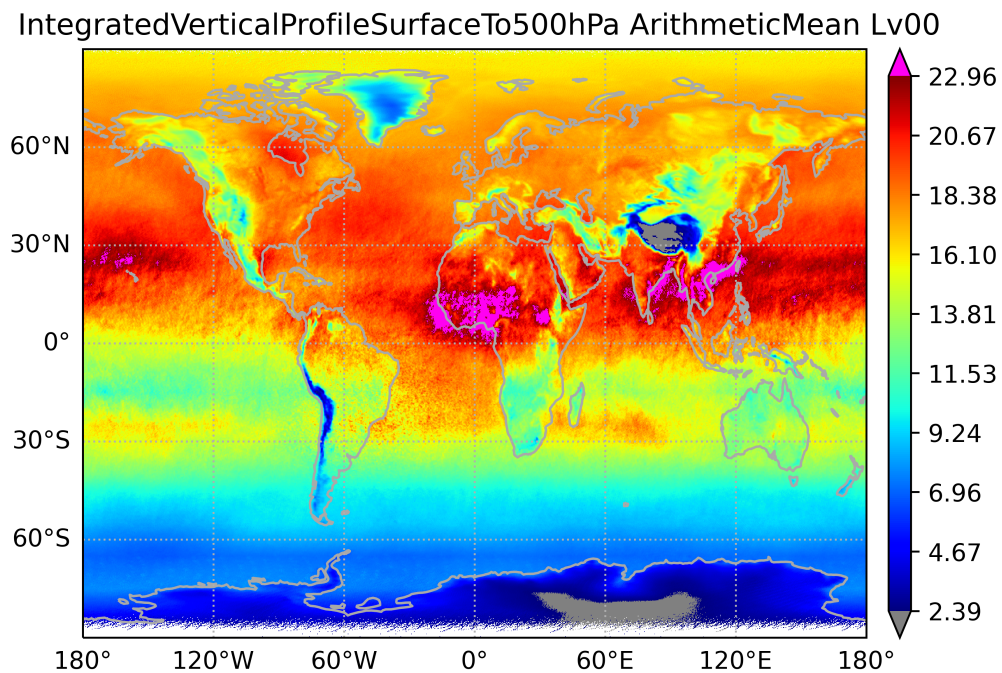 IntegratedVerticalProfileSurfaceTo500hPa ArithmeticMean Lv00
22.96
20.67
18.38
16.10
13.81
11.53
9.24
6.96
4.67
2.39
60°N
30°N
0°
30°S
60°S
180° 120°W 60°W 0° 60°E 120°E 180°